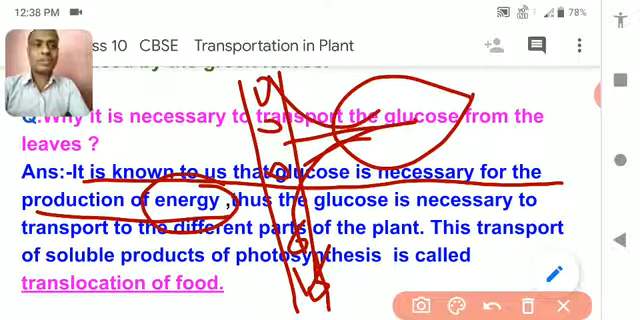 12:38 PM 78%
ss 10 CBSE Transportation in Plant
Q:Why it is necessary to transport the glucose from the
leaves ?
Ans:-It is known to us that glucose is necessary for the
production of energy ,thus the glucose is necessary to
transport to the different parts of the plant. This transport
of soluble products of photosynthesis is called
translocation of food.